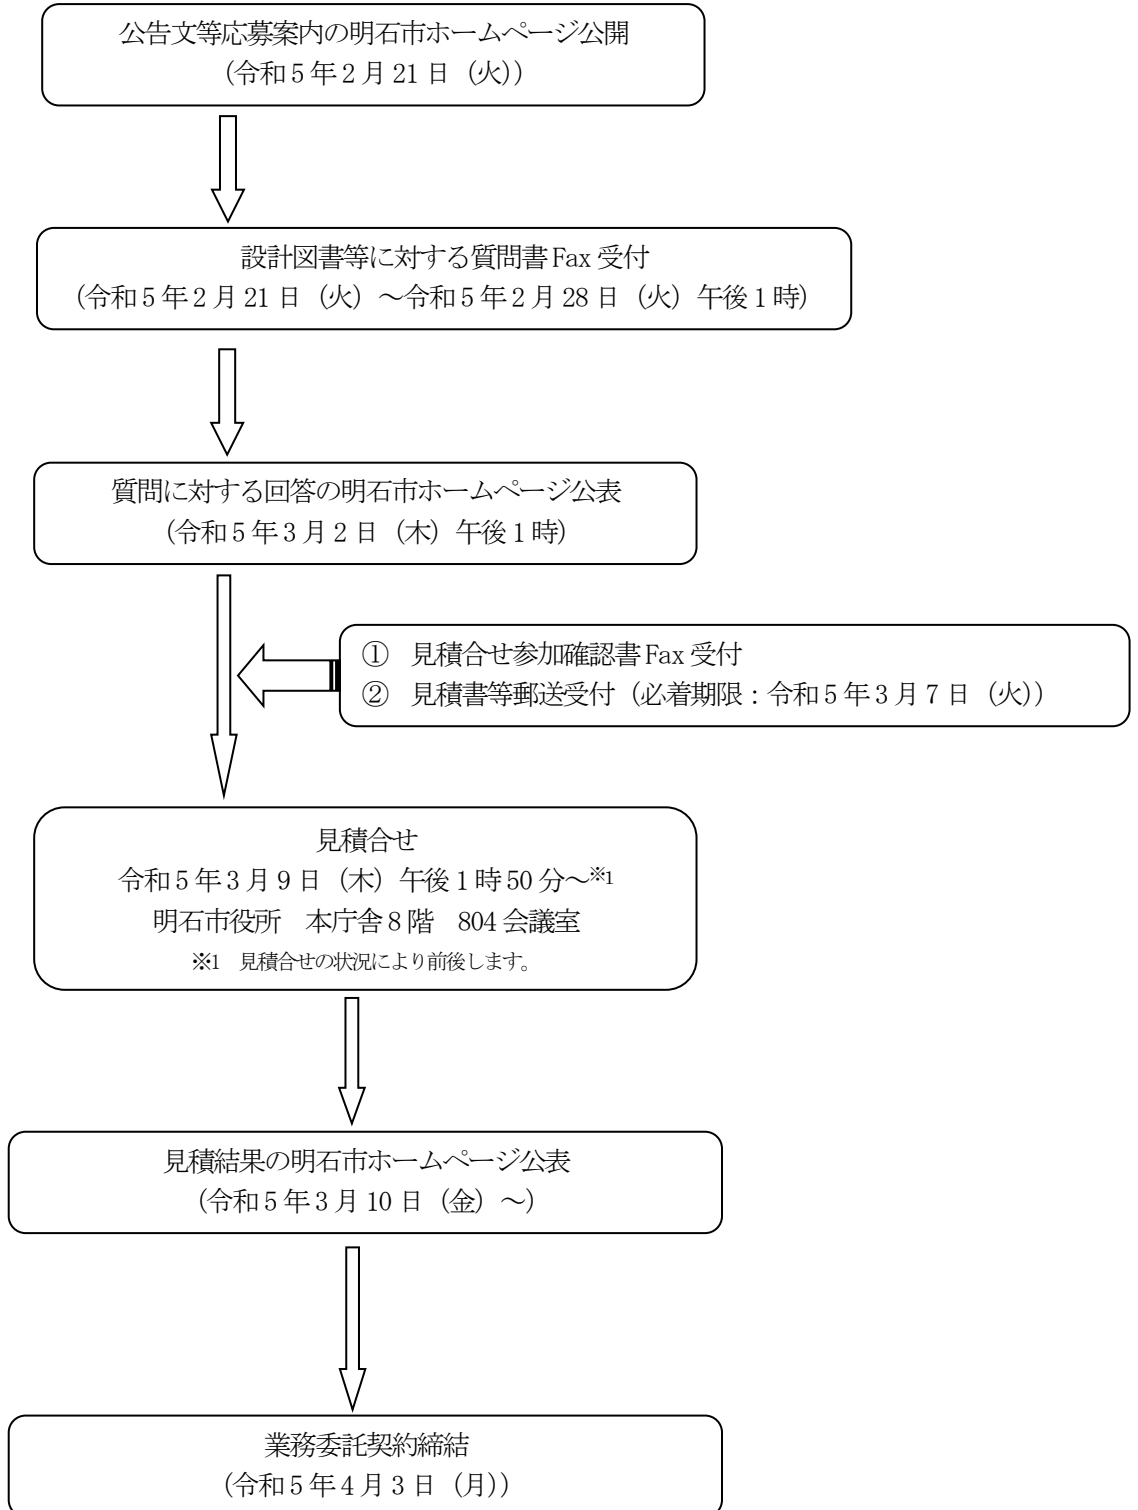 公告文等応募案内の明石市ホームページ公開
（令和５年２月21日（火））
設計図書等に対する質問書Fax受付
（令和５年２月21日（火）～令和５年２月28日（火）午後１時）
質問に対する回答の明石市ホームページ公表
（令和５年３月２日（木）午後１時）
①　見積合せ参加確認書Fax受付
②　見積書等郵送受付（必着期限：令和５年３月７日（火））
見積合せ
令和５年３月９日（木）午後１時50分～※1
明石市役所　本庁舎８階　804会議室
※1　見積合せの状況により前後します。
見積結果の明石市ホームページ公表
（令和５年３月10日（金）～）
業務委託契約締結
（令和５年４月３日（月））